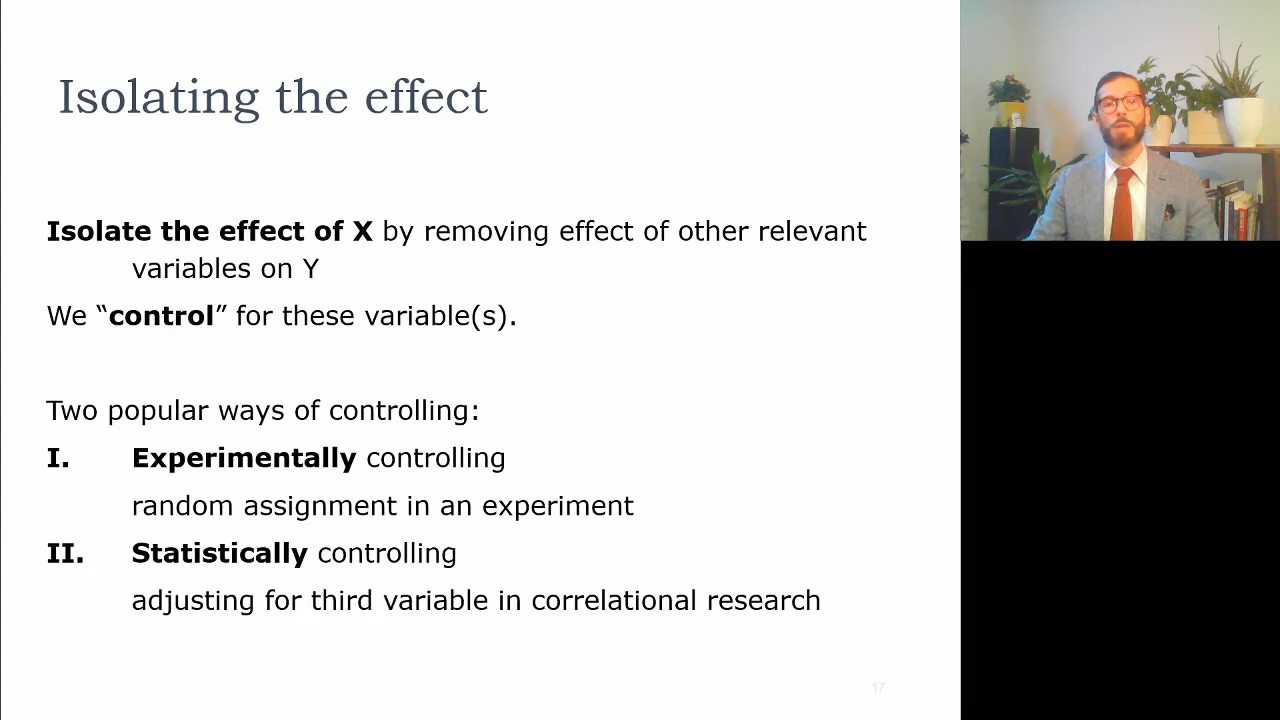 Isolating the effect
Isolate the effect of X by removing effect of other relevant
variables on Y
We “control” for these variable(s).
Two popular ways of controlling:
I. Experimentally controlling
random assignment in an experiment
II. Statistically controlling
adjusting for third variable in correlational research
17